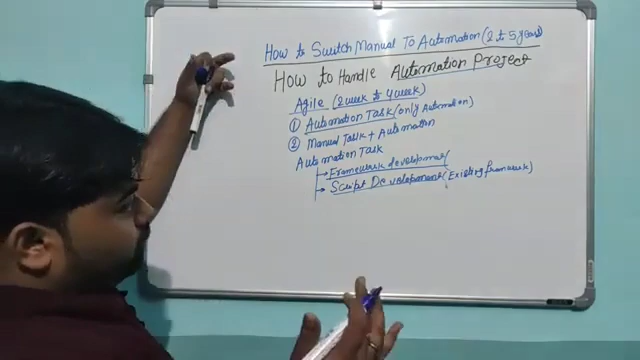 How to Switch Manual To Automation (2 to 5 year)
How to Handle Automation Project
Agile (2 week to 4 week)
① Automation Task (only Automation)
② Manual Task + Automation
Automation Task
→ Framework development
→ Script Development (Existing framework)